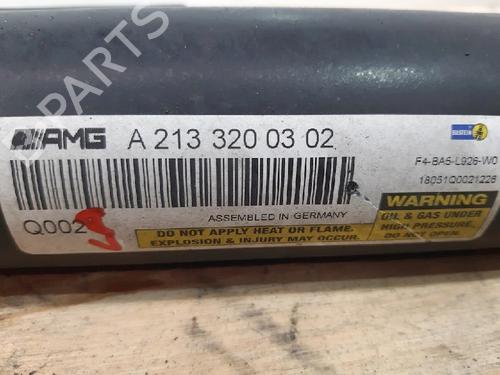 B-PARTS
AMG A 213 320 03 02
BILSTEIN
F4-BA5-L926-W0
18051Q0021226
Q002
ASSEMBLED IN GERMANY
DO NOT APPLY HEAT OR FLAME.
EXPLOSION & INJURY MAY OCCUR.
WARNING
OIL & GAS UNDER
HIGH PRESSURE,
DO NOT OPEN.